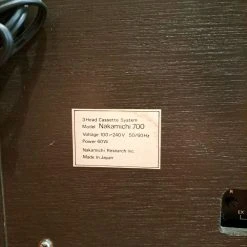 3 Head Cassette System
Model Nakamichi 700
Voltage 100~240V 50/60Hz
Power 60W
Nakamichi Research Inc.
Made in Japan
R
EX